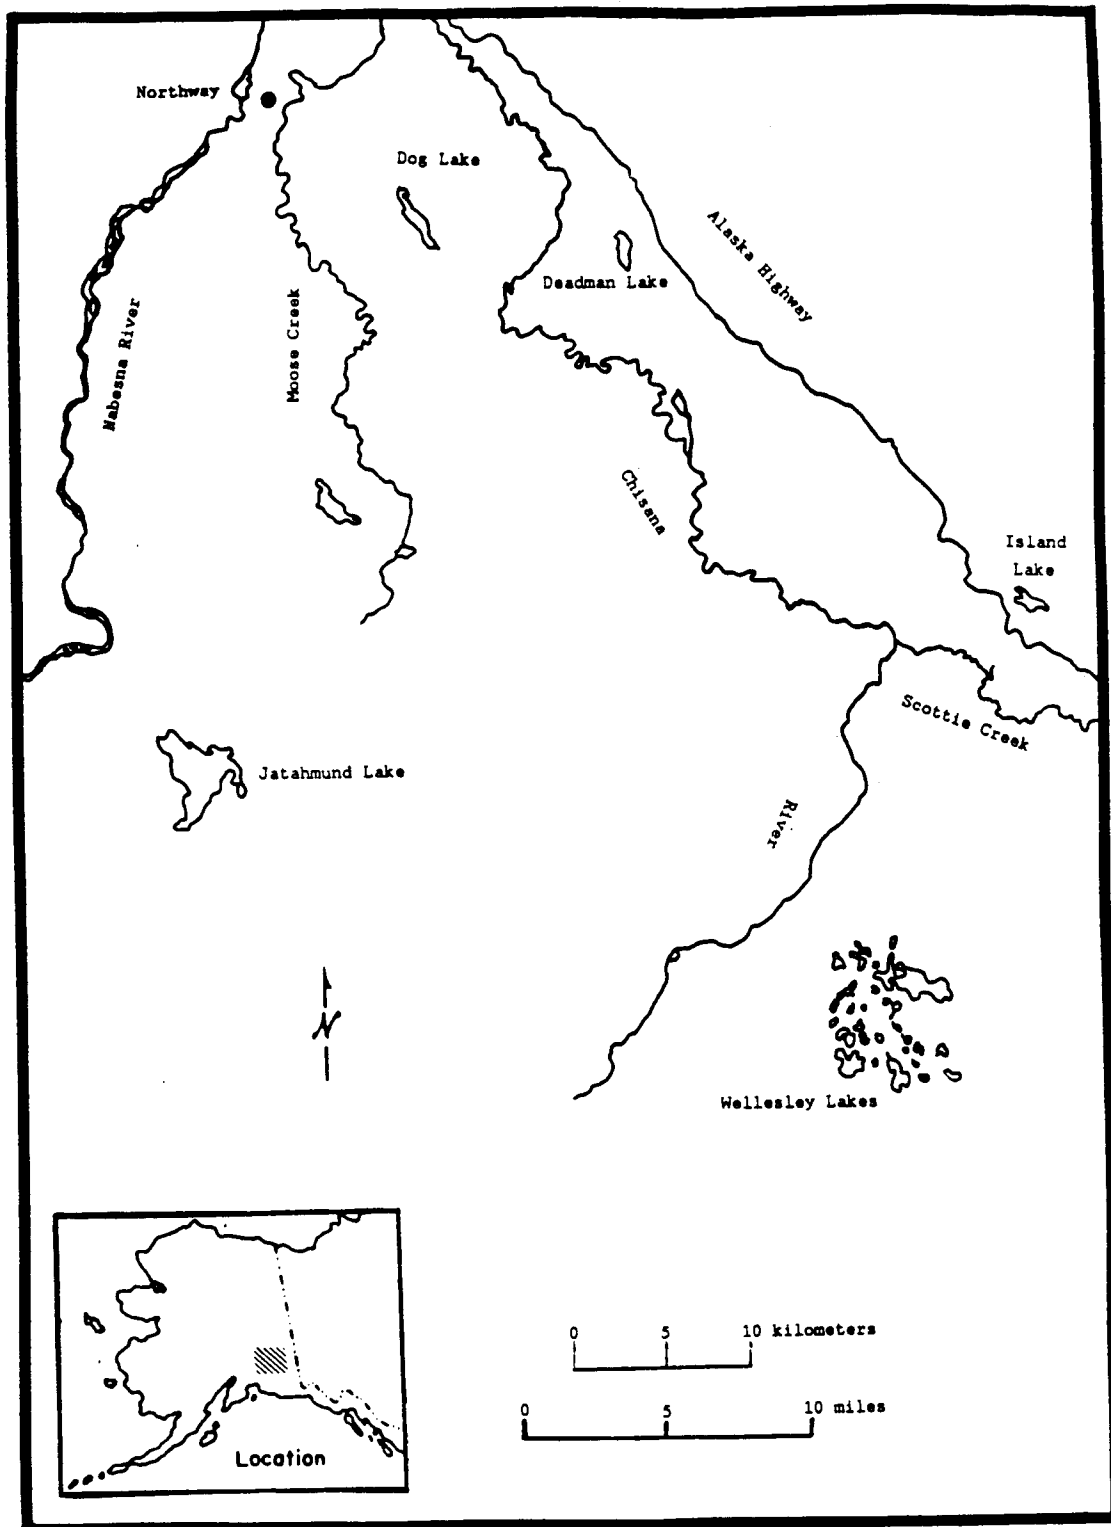 Northway
Dog Lake
Alaska Highway
Deadman Lake
Nabesna River
Moose Creek
Chisana
Island
Lake
Scottie Creek
Jatahmund Lake
River
N
Wellesley Lakes
0 5 10 kilometers
0 5 10 miles
Location